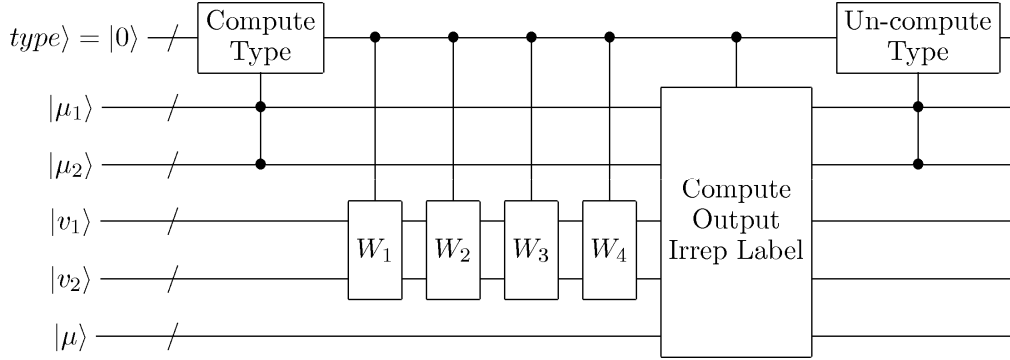 type⟩ = |0⟩
Compute
Type
Un-compute
Type
|μ₁⟩
|μ₂⟩
|v₁⟩
|v₂⟩
|μ⟩
W₁
W₂
W₃
W₄
Compute
Output
Irrep Label